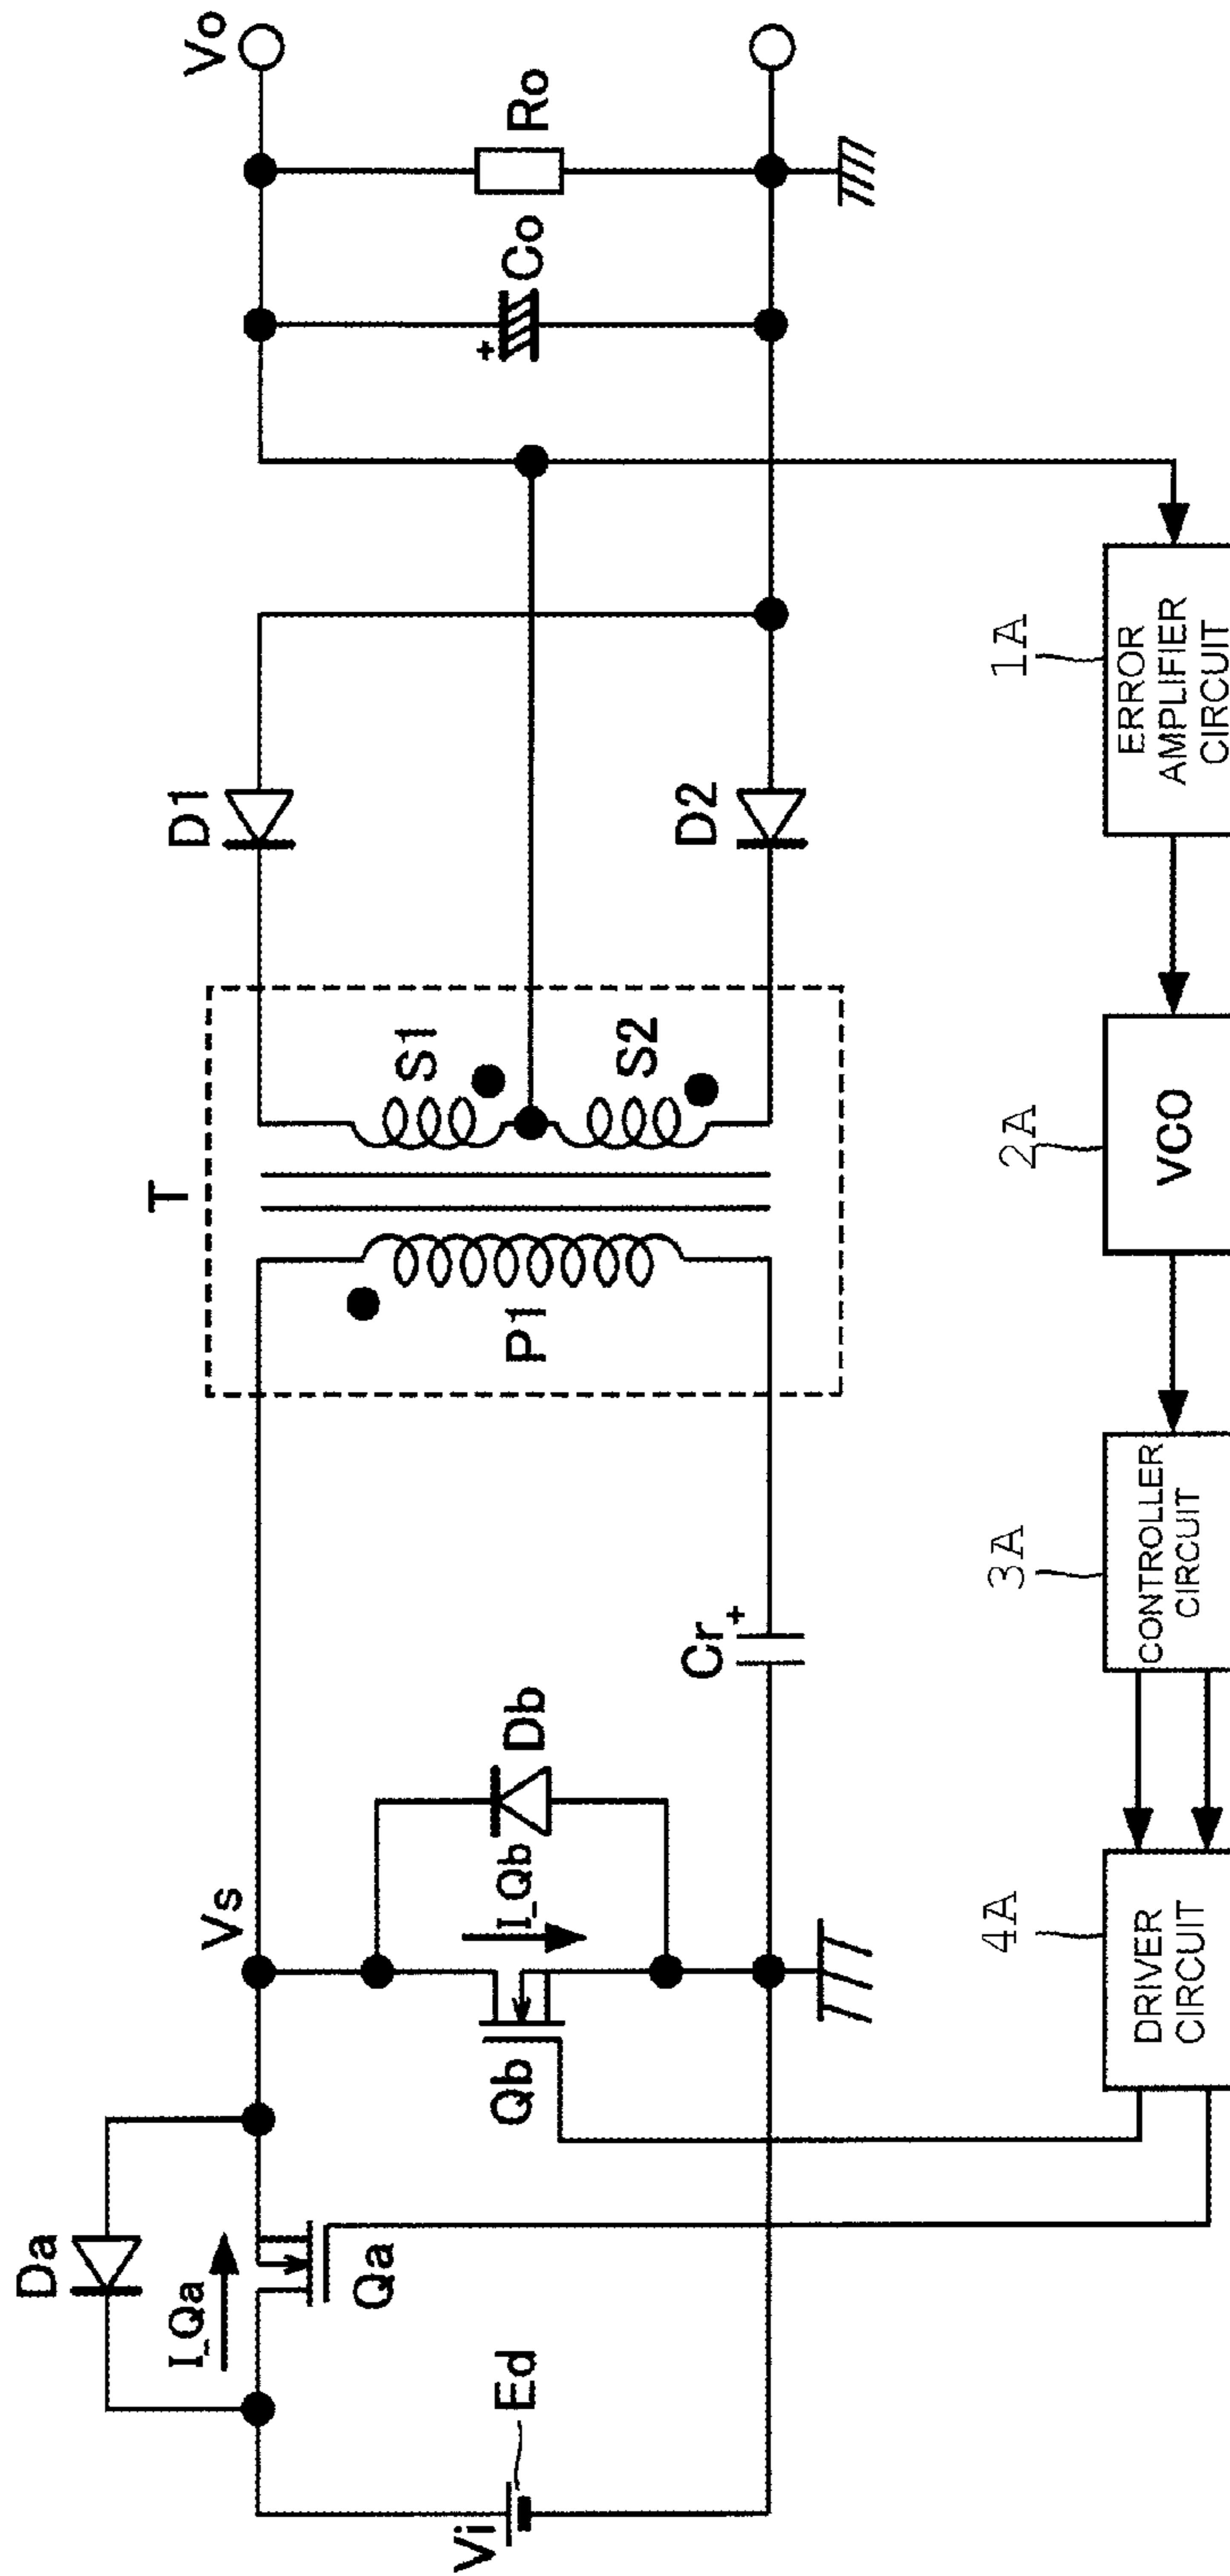 Da
I_Qa
Qa
Vi
Ed
Vs
Qb
I_Qb
Db
Cr
+
T
P1
S1
S2
D1
D2
+
Co
Ro
Vo
4A
DRIVER
CIRCUIT
3A
CONTROLLER
CIRCUIT
2A
VCO
1A
ERROR
AMPLIFIER
CIRCUIT